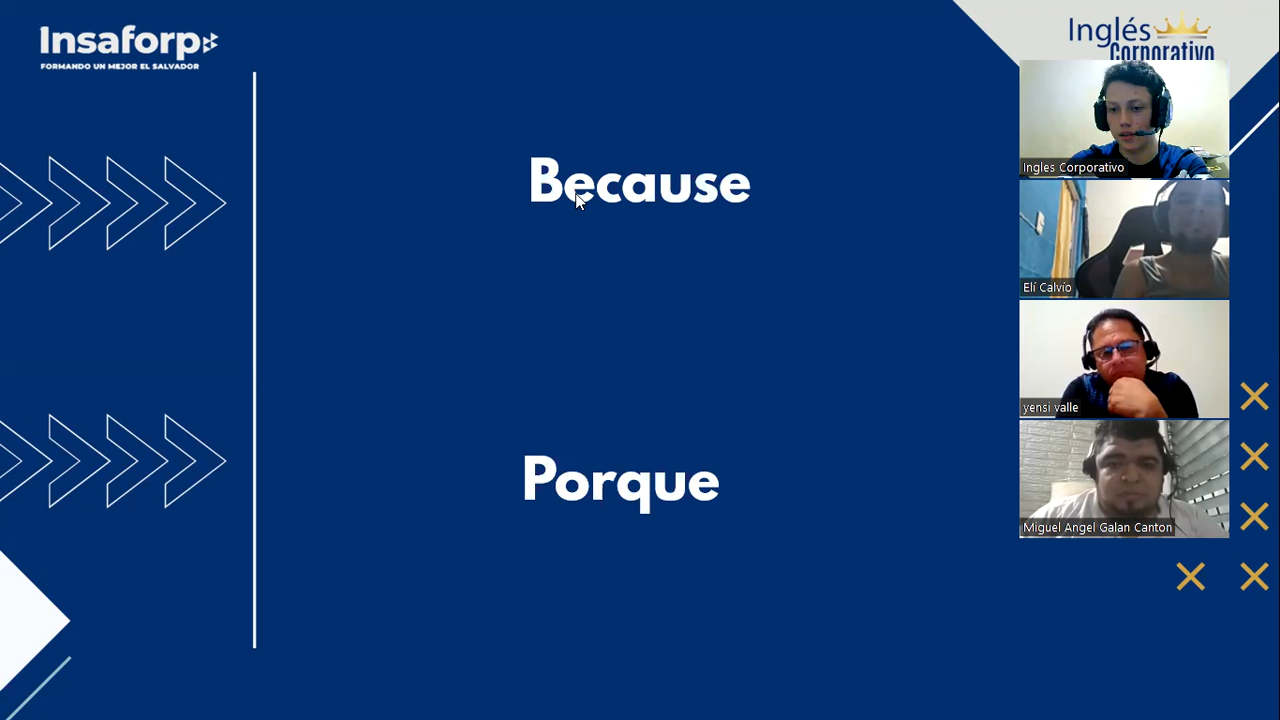 Insaforp
FORMANDO UN MEJOR EL SALVADOR
Inglés
Corporativo
Because
Porque
Ingles Corporativo
Elí Calvío
yensi valle
Miguel Angel Galan Canton